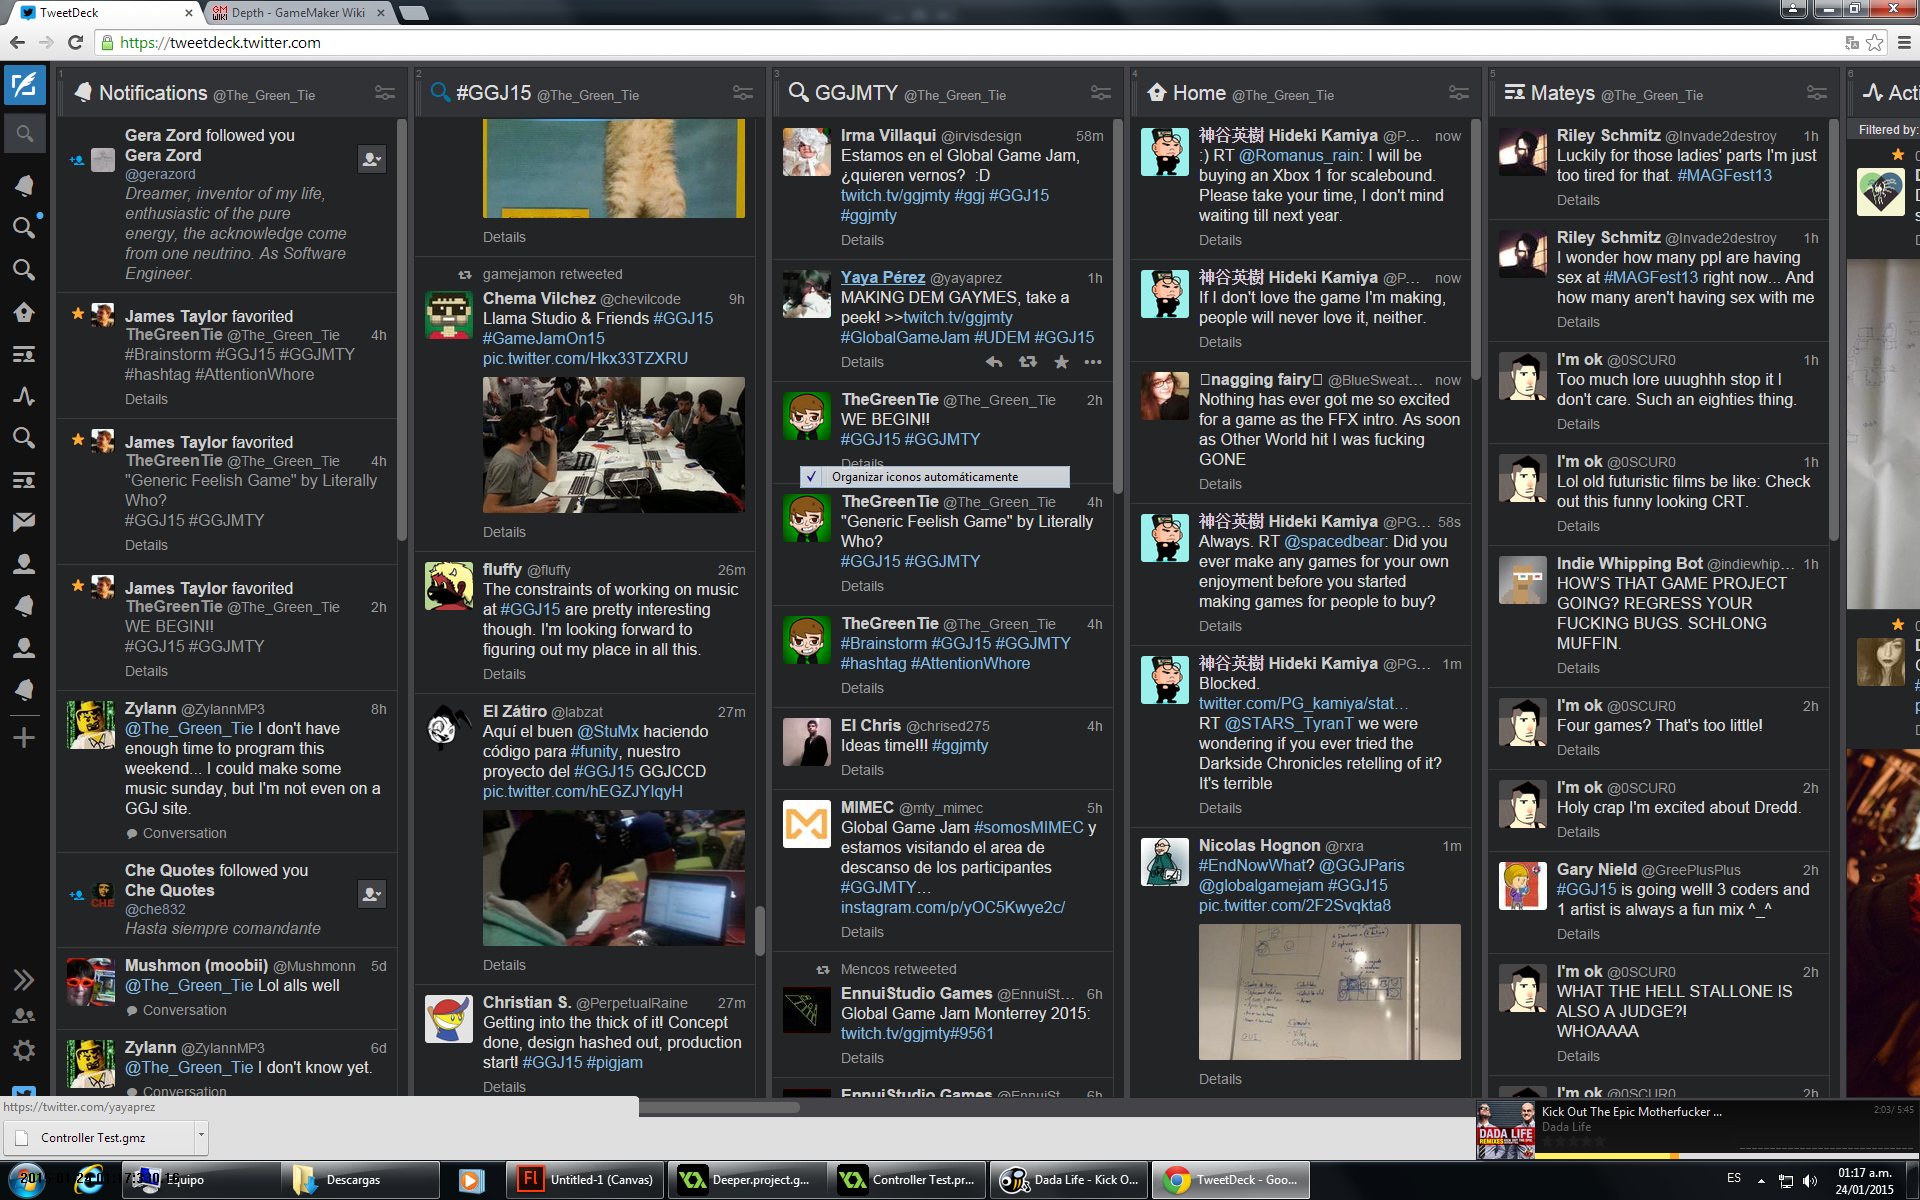 TweetDeck
Depth - GameMaker Wiki
https://tweetdeck.twitter.com
1
Notifications @The_Green_Tie
Gera Zord followed you
Gera Zord
@gerazord
Dreamer, inventor of my life,
enthusiastic of the pure
energy, the acknowledge come
from one neutrino. As Software
Engineer.
James Taylor favorited
TheGreenTie @The_Green_Tie 4h
#Brainstorm #GGJ15 #GGJMTY
#hashtag #AttentionWhore
Details
James Taylor favorited
TheGreenTie @The_Green_Tie 4h
"Generic Feelish Game" by Literally
Who?
#GGJ15 #GGJMTY
Details
James Taylor favorited
TheGreenTie @The_Green_Tie 2h
WE BEGIN!!
#GGJ15 #GGJMTY
Details
Zylann @ZylannMP3 8h
@The_Green_Tie I don't have
enough time to program this
weekend... I could make some
music sunday, but I'm not even on a
GGJ site.
Conversation
Che Quotes followed you
Che Quotes
@che832
Hasta siempre comandante
Mushmon (moobii) @Mushmonn 5d
@The_Green_Tie Lol alls well
Conversation
Zylann @ZylannMP3 6d
@The_Green_Tie I don't know yet.
Conversation
2
#GGJ15 @The_Green_Tie
Details
gamejamon retweeted
Chema Vilchez @chevilcode 9h
Llama Studio & Friends #GGJ15
#GameJamOn15
pic.twitter.com/Hkx33TZXRU
Details
fluffy @fluffy 26m
The constraints of working on music
at #GGJ15 are pretty interesting
though. I'm looking forward to
figuring out my place in all this.
Details
El Zátiro @labzat 27m
Aquí el buen @StuMx haciendo
código para #funity, nuestro
proyecto del #GGJ15 GGJCCD
pic.twitter.com/hEGZJYlqyH
Details
Christian S. @PerpetualRaine 27m
Getting into the thick of it! Concept
done, design hashed out, production
start! #GGJ15 #pigjam
Details
3
GGJMTY @The_Green_Tie
Irma Villaqui @irvisdesign 58m
Estamos en el Global Game Jam,
¿quieren vernos? :D
twitch.tv/ggjmty #ggj #GGJ15
#ggjmty
Details
Yaya Pérez @yayaprez 1h
MAKING DEM GAYMES, take a
peek! >>twitch.tv/ggjmty
#GlobalGameJam #UDEM #GGJ15
Details
TheGreenTie @The_Green_Tie 2h
WE BEGIN!!
#GGJ15 #GGJMTY
Details
Organizar iconos automáticamente
TheGreenTie @The_Green_Tie 4h
"Generic Feelish Game" by Literally
Who?
#GGJ15 #GGJMTY
Details
TheGreenTie @The_Green_Tie 4h
#Brainstorm #GGJ15 #GGJMTY
#hashtag #AttentionWhore
Details
El Chris @chrised275 4h
Ideas time!!! #ggjmty
Details
MIMEC @mty_mimec 5h
Global Game Jam #somosMIMEC y
estamos visitando el area de
descanso de los participantes
#GGJMTY…
instagram.com/p/yOC5Kwye2c/
Details
Mencos retweeted
EnnuiStudio Games @EnnuiSt... 6h
Global Game Jam Monterrey 2015:
twitch.tv/ggjmty#9561
Details
EnnuiStudio Games @EnnuiSt... 6h
4
Home @The_Green_Tie
神谷英樹 Hideki Kamiya @P... now
:) RT @Romanus_rain: I will be
buying an Xbox 1 for scalebound.
Please take your time, I don't mind
waiting till next year.
Details
神谷英樹 Hideki Kamiya @P... now
If I don't love the game I'm making,
people will never love it, neither.
Details
nagging fairy @BlueSweat... now
Nothing has ever got me so excited
for a game as the FFX intro. As soon
as Other World hit I was fucking
GONE
Details
神谷英樹 Hideki Kamiya @PG... 58s
Always. RT @spacedbear: Did you
ever make any games for your own
enjoyment before you started
making games for people to buy?
Details
神谷英樹 Hideki Kamiya @PG... 1m
Blocked.
twitter.com/PG_kamiya/stat…
RT @STARS_TyranT we were
wondering if you ever tried the
Darkside Chronicles retelling of it?
It's terrible
Details
Nicolas Hognon @rxra 1m
#EndNowWhat? @GGJParis
@globalgamejam #GGJ15
pic.twitter.com/2F2Svqkta8
Details
5
Mateys @The_Green_Tie
Riley Schmitz @Invade2destroy 1h
Luckily for those ladies' parts I'm just
too tired for that. #MAGFest13
Details
Riley Schmitz @Invade2destroy 1h
I wonder how many ppl are having
sex at #MAGFest13 right now... And
how many aren't having sex with me
Details
I'm ok @0SCUR0 1h
Too much lore uuughhh stop it I
don't care. Such an eighties thing.
Details
I'm ok @0SCUR0 1h
Lol old futuristic films be like: Check
out this funny looking CRT.
Details
Indie Whipping Bot @indiewhip... 1h
HOW'S THAT GAME PROJECT
GOING? REGRESS YOUR
FUCKING BUGS. SCHLONG
MUFFIN.
Details
I'm ok @0SCUR0 2h
Four games? That's too little!
Details
I'm ok @0SCUR0 2h
Holy crap I'm excited about Dredd.
Details
Gary Nield @GreePlusPlus 2h
#GGJ15 is going well! 3 coders and
1 artist is always a fun mix ^_^
Details
I'm ok @0SCUR0 2h
WHAT THE HELL STALLONE IS
ALSO A JUDGE?!
WHOAAAA
Details
I'm ok @0SCUR0 2h
6
Acti
Filtered by:
https://twitter.com/yayaprez
Controller Test.gmz
DADA LIFE
Kick Out The Epic Motherfucker ...
Dada Life
2:03/ 5:45
Equipo
Descargas
Untitled-1 (Canvas)
Deeper.project.g...
Controller Test.pr...
Dada Life - Kick O...
TweetDeck - Goo...
ES
01:17 a.m.
24/01/2015